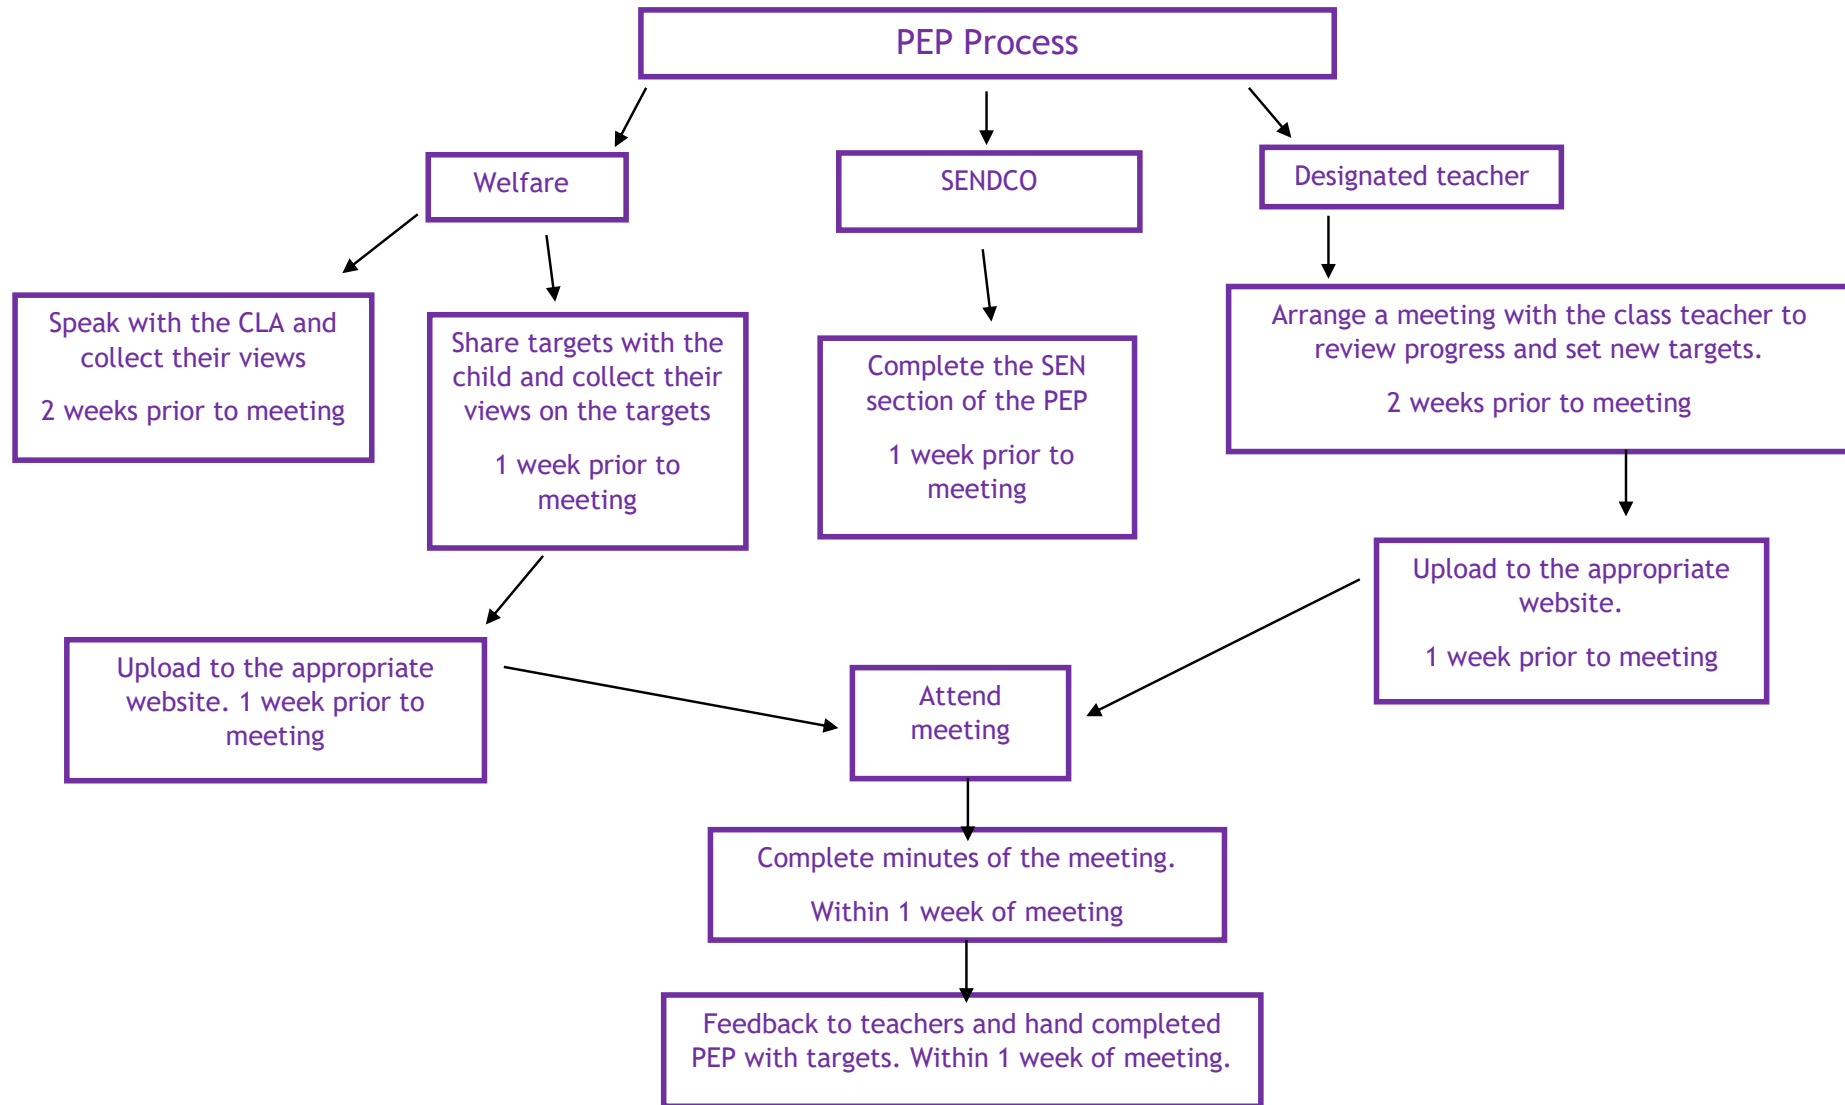 PEP Process
Welfare
SENDCO
Designated teacher
Speak with the CLA and
collect their views
2 weeks prior to meeting
Share targets with the
child and collect their
views on the targets
1 week prior to
meeting
Complete the SEN
section of the PEP
1 week prior to
meeting
Arrange a meeting with the class teacher to
review progress and set new targets.
2 weeks prior to meeting
Upload to the appropriate
website.
1 week prior to meeting
Upload to the appropriate
website. 1 week prior to
meeting
Attend
meeting
Complete minutes of the meeting.
Within 1 week of meeting
Feedback to teachers and hand completed
PEP with targets. Within 1 week of meeting.